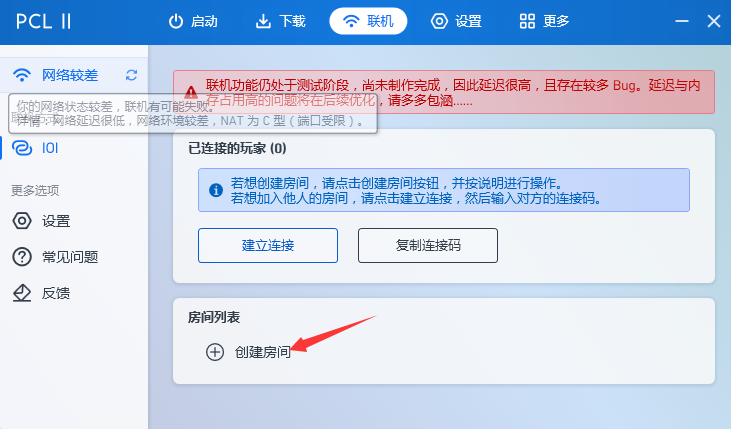 PCL II
启动
下载
联机
设置
更多
网络较差
联机功能仍处于测试阶段，尚未制作完成，因此延迟很高，且存在较多 Bug。延迟与内
存占用高的问题将在后续优化，请多多包涵......
你的网络状态较差，联机有可能失败。
详情：网络延迟很低，网络环境较差，NAT 为 C 型（端口受限）。
IOI
更多选项
设置
常见问题
反馈
已连接的玩家 (0)
若想创建房间，请点击创建房间按钮，并按说明进行操作。
若想加入他人的房间，请点击建立连接，然后输入对方的连接码。
建立连接
复制连接码
房间列表
创建房间